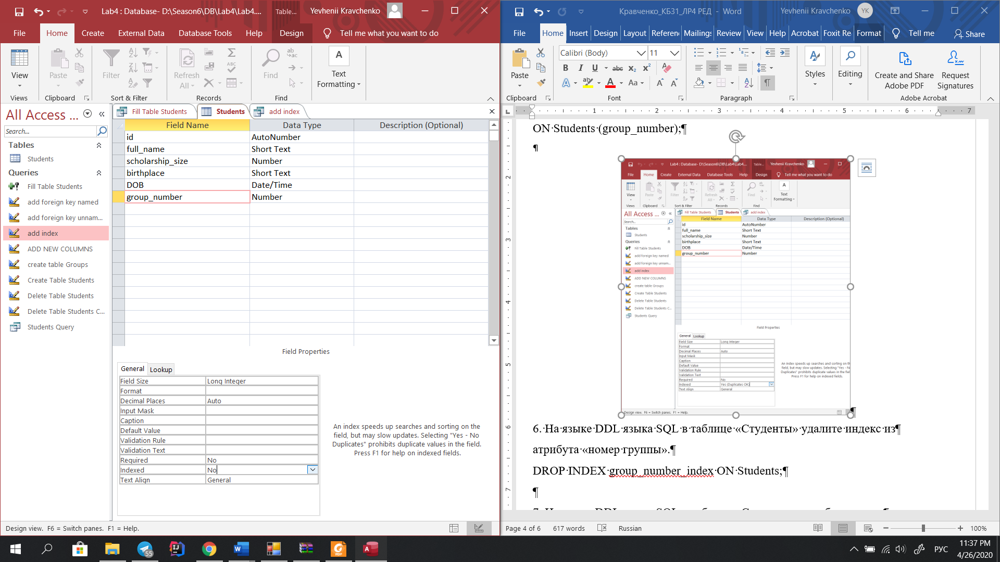 Lab4 : Database- D:\Season6\DB\Lab4\Lab4....
Table...
Yevhenii Kravchenko
File
Home
Create
External Data
Database Tools
Help
Design
Tell me what you want to do
View
Paste
Filter
Refresh All
Find
Text Formatting
Views
Clipboard
Sort & Filter
Records
Find
All Access ...
Search...
Tables
Students
Queries
Fill Table Students
add foreign key named
add foreign key unnam...
add index
ADD NEW COLUMNS
create table Groups
Create Table Students
Delete Table Students
Delete Table Students C...
Students Query
Fill Table Students
Students
add index
Field Name Data Type Description (Optional)
id AutoNumber
full_name Short Text
scholarship_size Number
birthplace Short Text
DOB Date/Time
group_number Number
Field Properties
General
Lookup
Field Size Long Integer
Format
Decimal Places Auto
Input Mask
Caption
Default Value
Validation Rule
Validation Text
Required No
Indexed No
Text Align General
An index speeds up searches and sorting on the
field, but may slow updates. Selecting "Yes - No
Duplicates" prohibits duplicate values in the field.
Press F1 for help on indexed fields.
Design view. F6 = Switch panes. F1 = Help.
Кравченко_КБ31_ЛР4 РЕД - Word
Yevhenii Kravchenko
YK
File
Home
Insert
Design
Layout
Referenc
Mailings
Review
View
Help
Acrobat
Foxit Re
Format
Tell me
Share
Paste
Calibri (Body)
11
Styles
Editing
Create and Share Adobe PDF
Request Signatures
Clipboard
Font
Paragraph
Adobe Acrobat
1 2 3 4 5 6 7
ON·Students·(group_number);¶
¶
Lab4 : Database- D:\Season6\DB\Lab4\Lab4....
Table...
Yevhenii Kravchenko
File
Home
Create
External Data
Database Tools
Help
Design
Tell me what you want to do
View
Paste
Filter
Refresh All
Find
Text Formatting
Views
Clipboard
Sort & Filter
Records
Find
All Access ...
Search...
Tables
Students
Queries
Fill Table Students
add foreign key named
add foreign key unnam...
add index
ADD NEW COLUMNS
create table Groups
Create Table Students
Delete Table Students
Delete Table Students C...
Students Query
Fill Table Students
Students
add index
Field Name Data Type Description (Optional)
id AutoNumber
full_name Short Text
scholarship_size Number
birthplace Short Text
DOB Date/Time
group_number Number
Field Properties
General
Lookup
Field Size Long Integer
Format
Decimal Places Auto
Input Mask
Caption
Default Value
Validation Rule
Validation Text
Required No
Indexed Yes (Duplicates OK)
Text Align General
An index speeds up searches and sorting on th
field, but may slow updates. Selecting "Yes - N
Duplicates" prohibits duplicate values in the fiel
Press F1 for help on indexed fields.
Design view. F6 = Switch panes. F1 = Help.
¶
6.·На·языке·DDL·языка·SQL·в·таблице·«Студенты»·удалите·индекс·из¶
атрибута·«номер·группы».¶
DROP·INDEX·group_number_index·ON·Students;¶
¶
Page 4 of 6
617 words
Russian
100%
55
РУС
11:37 PM
4/26/2020